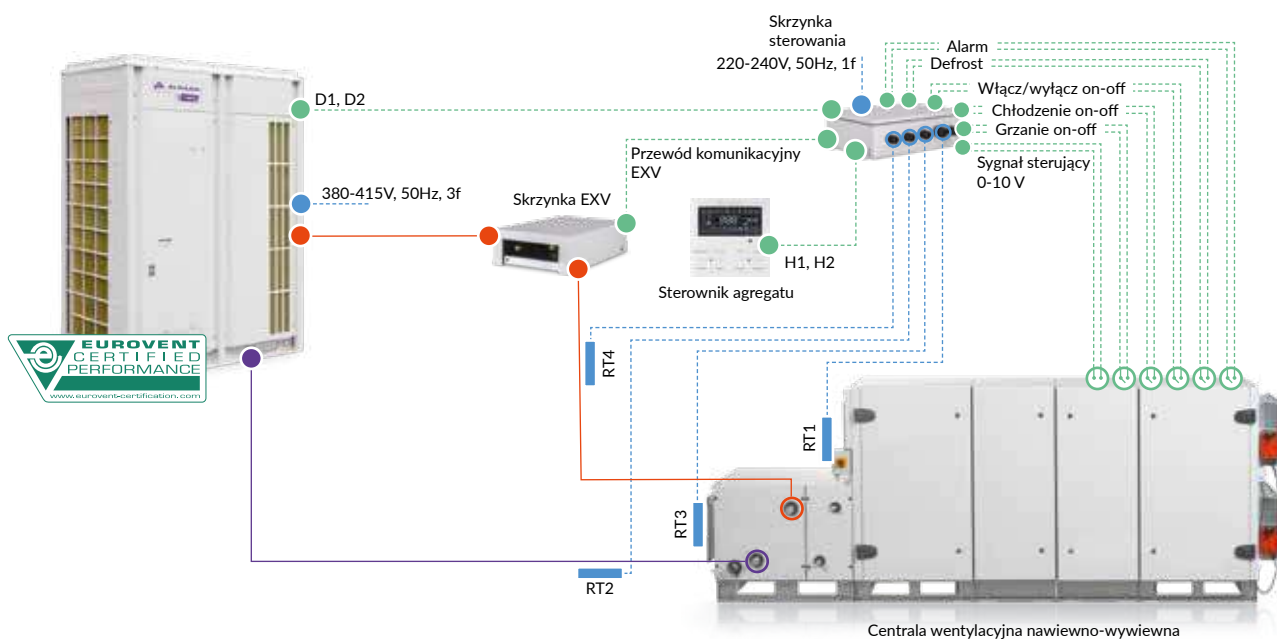 Skrzynka
sterowania
220-240V, 50Hz, 1f
Alarm
Defrost
Włącz/wyłącz on-off
Chłodzenie on-off
Grzanie on-off
Sygnał sterujący
0-10 V
D1, D2
Przewód komunikacyjny
EXV
380-415V, 50Hz, 3f
Skrzynka EXV
H1, H2
Sterownik agregatu
EUROVENT
CERTIFIED
PERFORMANCE
www.eurovent-certification.com
RT4
RT1
RT3
RT2
Centrala wentylacyjna nawiewno-wywiewna